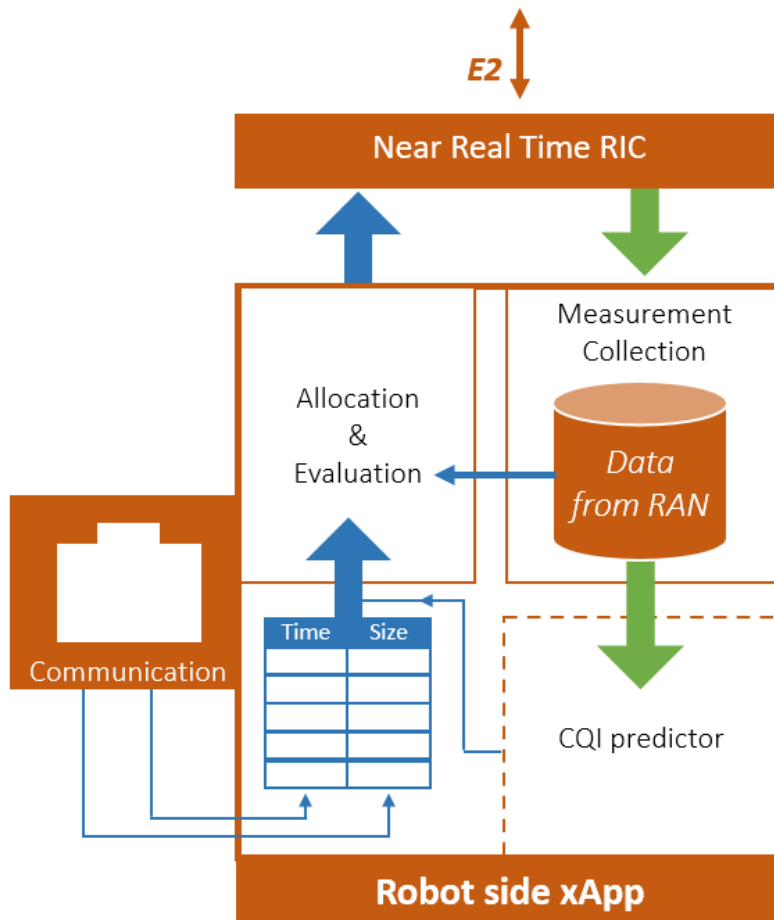 E2
Near Real Time RIC
Measurement
Collection
Allocation
&
Evaluation
Data
from RAN
Communication
Time Size
CQI predictor
Robot side xApp